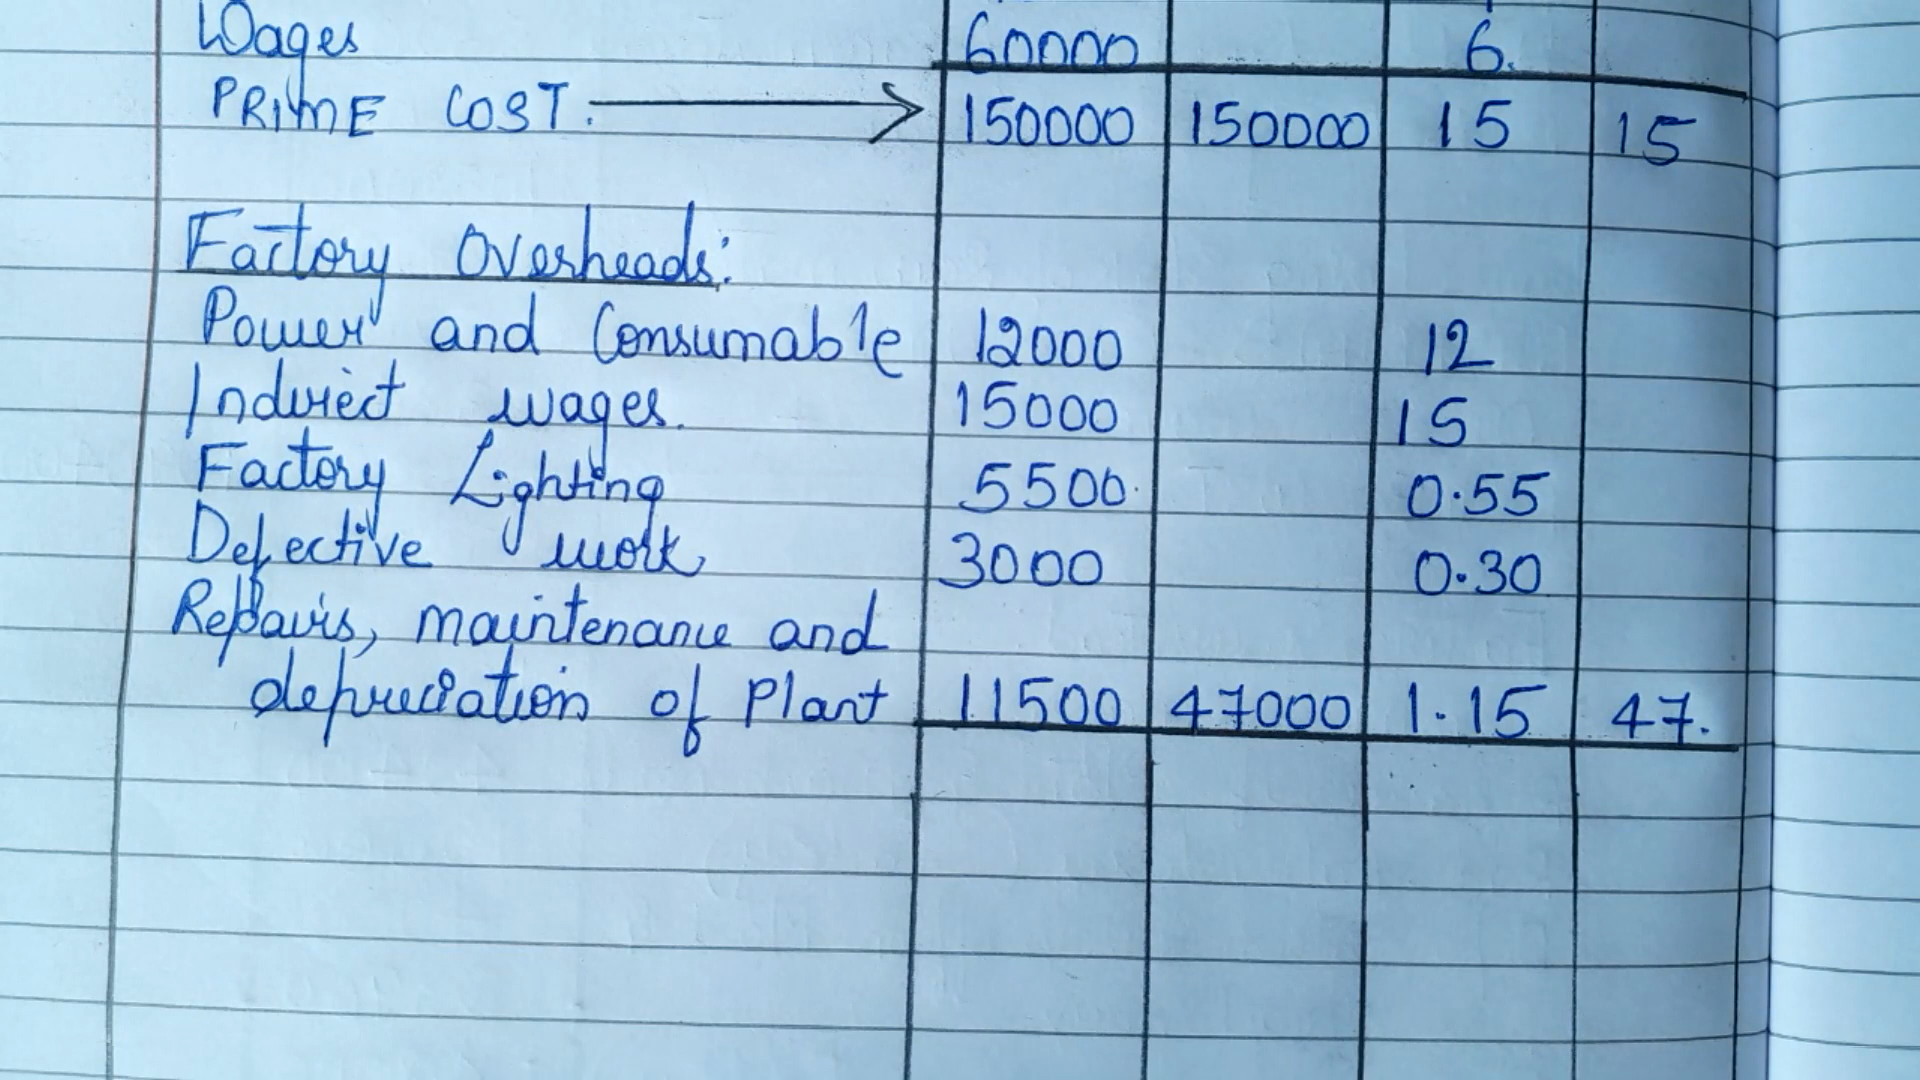 Wages 60000 6.
PRIME COST. → 150000 150000 15 15
Factory Overheads:
Power and Consumable 12000 12
Indirect wages. 15000 15
Factory Lighting 5500. 0.55
Defective work 3000 0.30
Repairs, maintenance and
depreciation of Plant 11500 47000 1.15 47.